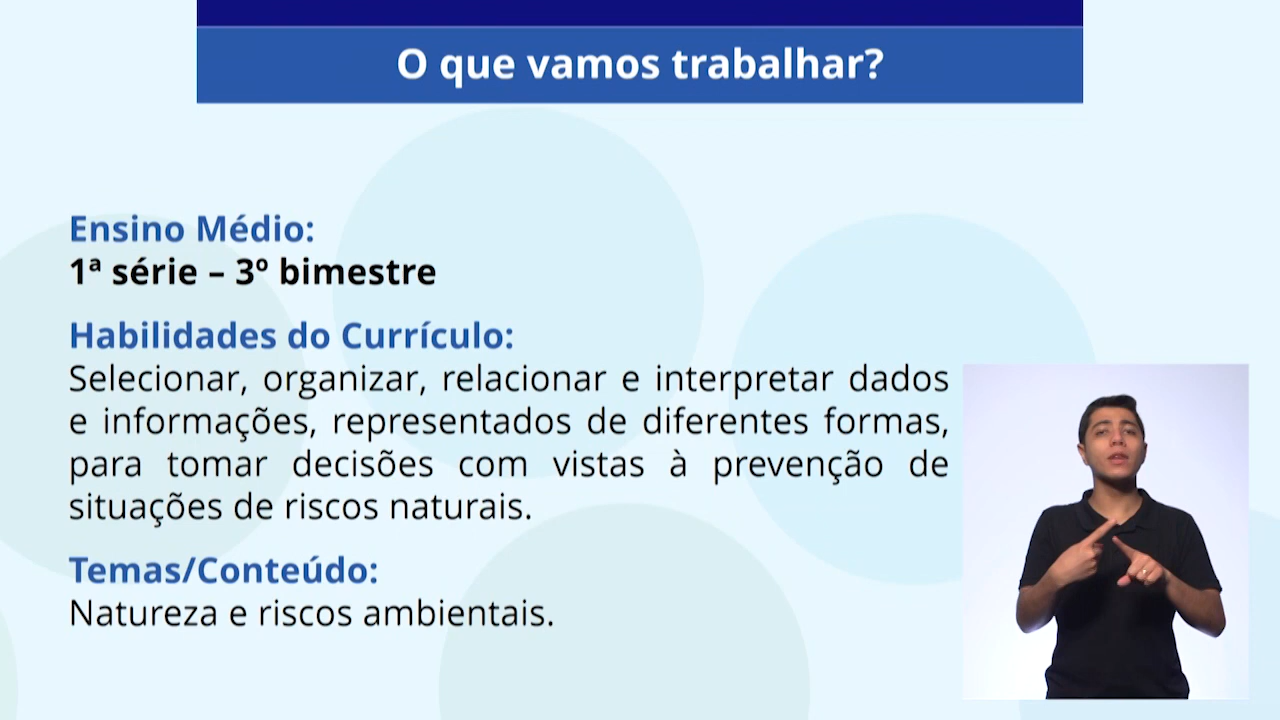 O que vamos trabalhar?
Ensino Médio:
1ª série – 3º bimestre
Habilidades do Currículo:
Selecionar, organizar, relacionar e interpretar dados
e informações, representados de diferentes formas,
para tomar decisões com vistas à prevenção de
situações de riscos naturais.
Temas/Conteúdo:
Natureza e riscos ambientais.